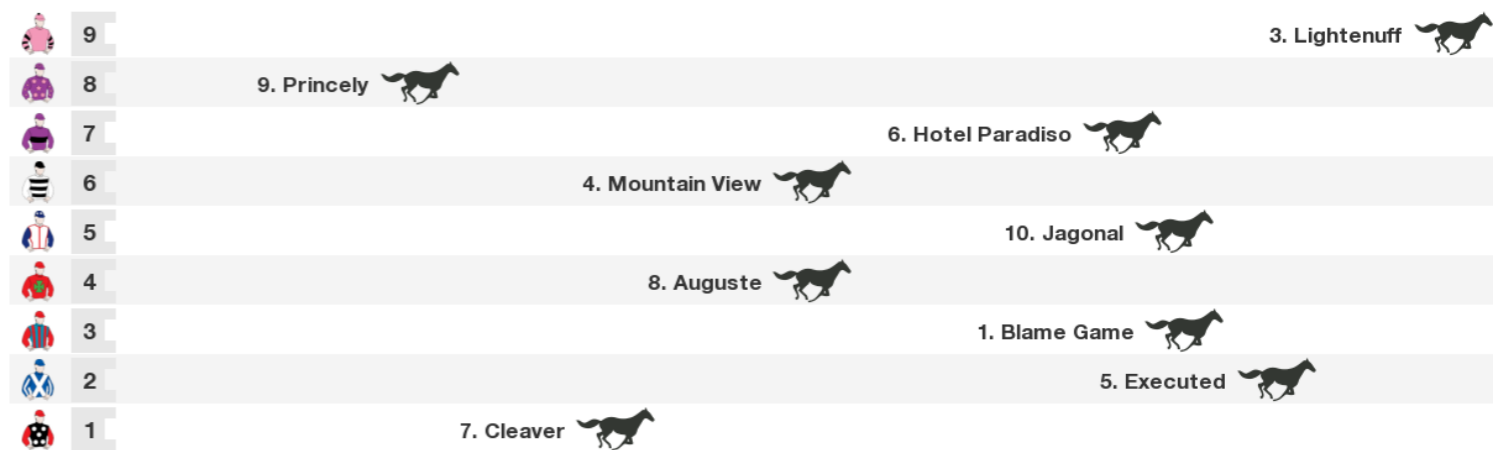 9 3. Lightenuff
8 9. Princely
7 6. Hotel Paradiso
6 4. Mountain View
5 10. Jagonal
4 8. Auguste
3 1. Blame Game
2 5. Executed
1 7. Cleaver